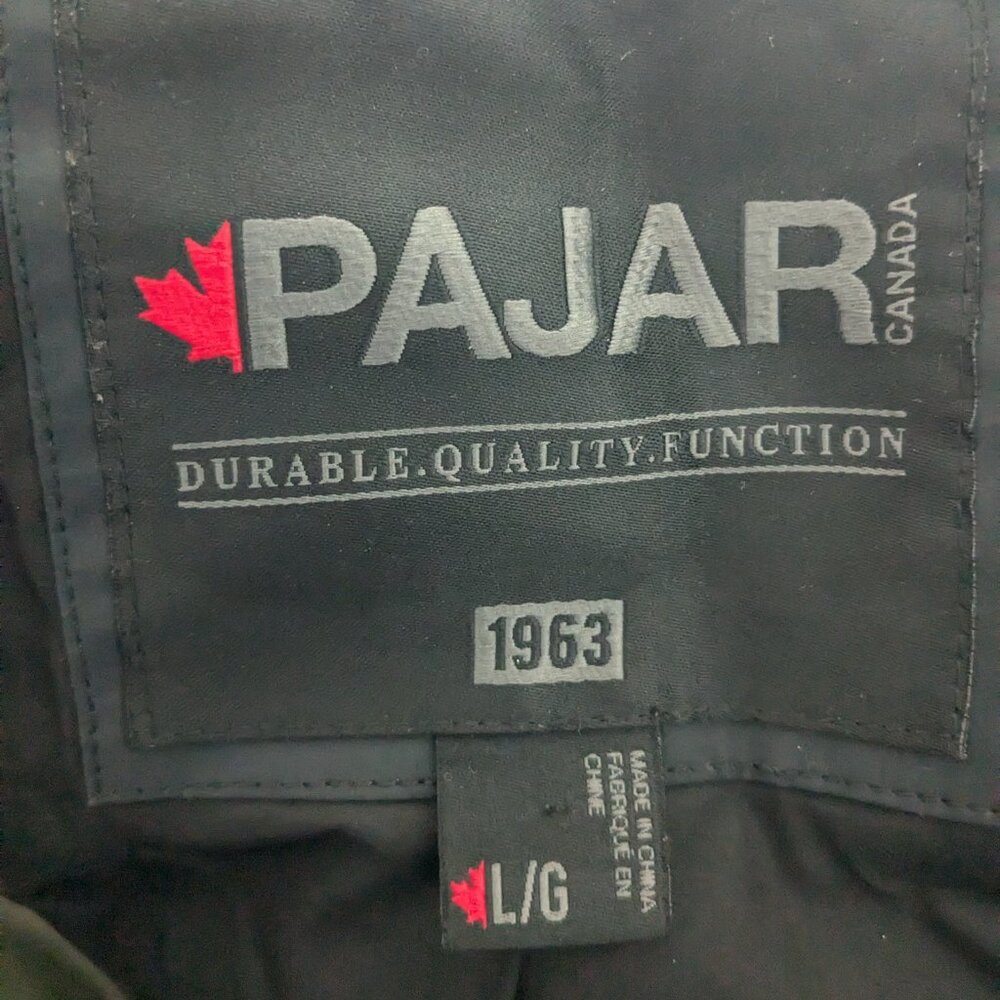 PAJAR
CANADA
DURABLE.QUALITY.FUNCTION
1963
L/G
MADE IN CHINA
FABRIQUÉ EN
CHINE